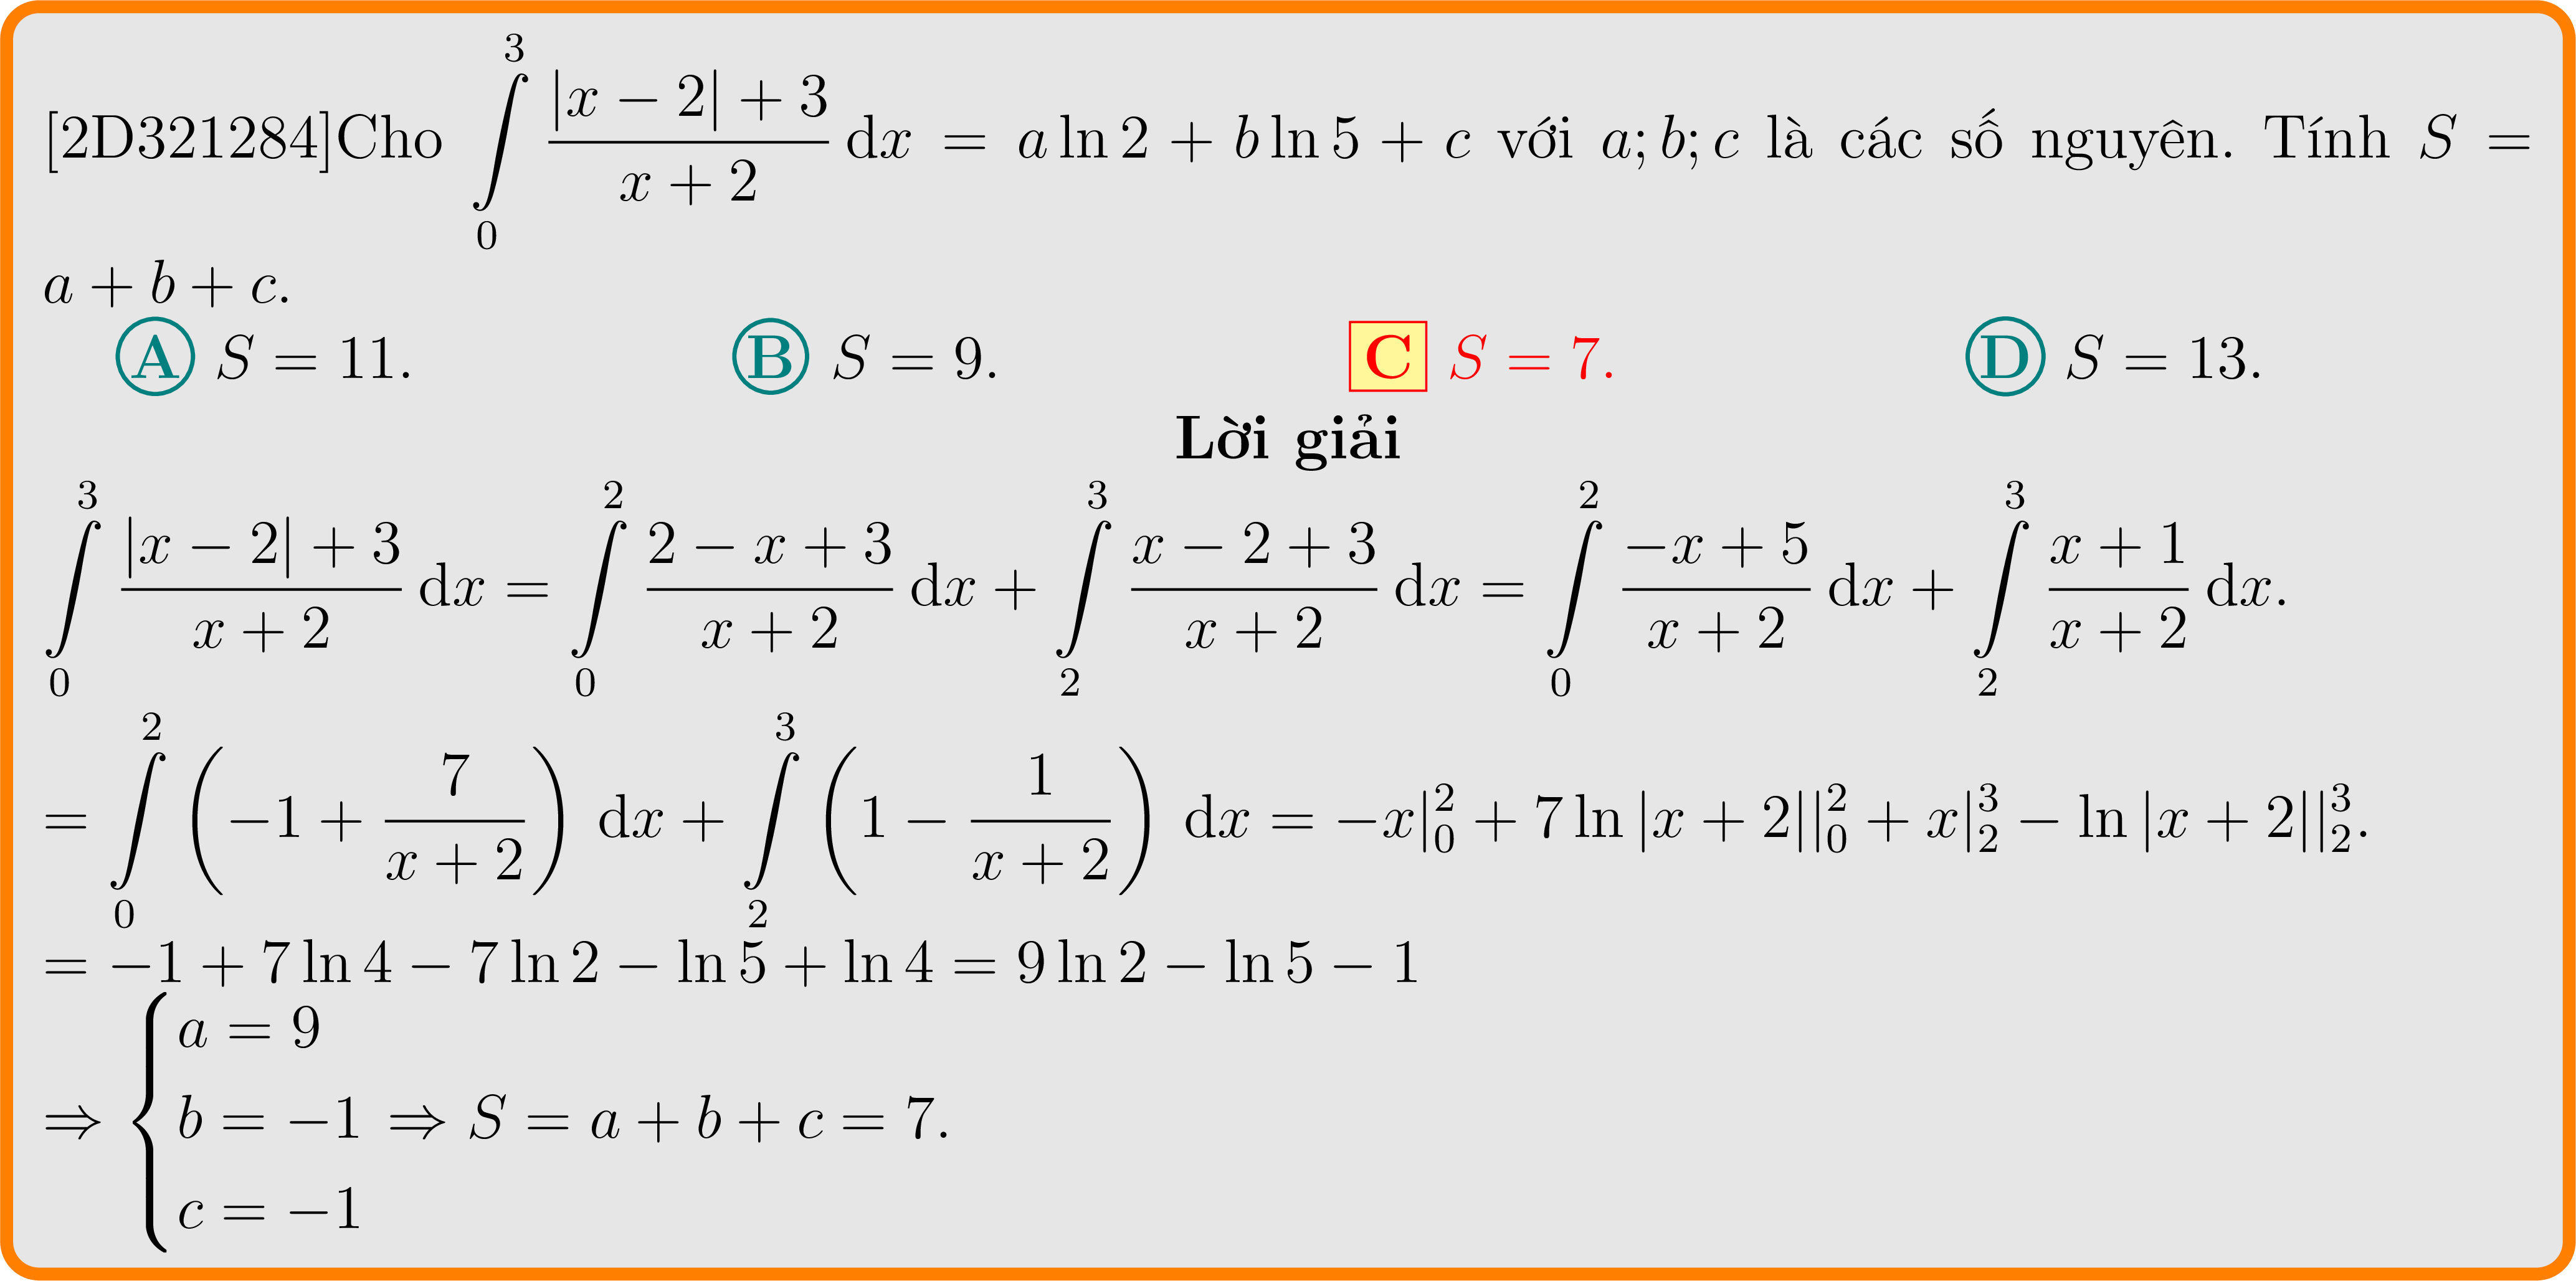 [2D321284]Cho $\int\limits_0^3 \frac{|x-2|+3}{x+2}\,\mathrm{d}x = a\ln 2 + b\ln 5 + c$ với $a; b; c$ là các số nguyên. Tính $S =$
$a + b + c$.
A $S = 11$. B $S = 9$. C $S = 7$. D $S = 13$.
Lời giải
$\int\limits_0^3 \frac{|x-2|+3}{x+2}\,\mathrm{d}x = \int\limits_0^2 \frac{2-x+3}{x+2}\,\mathrm{d}x + \int\limits_2^3 \frac{x-2+3}{x+2}\,\mathrm{d}x = \int\limits_0^2 \frac{-x+5}{x+2}\,\mathrm{d}x + \int\limits_2^3 \frac{x+1}{x+2}\,\mathrm{d}x.$
$= \int\limits_0^2 \left(-1 + \frac{7}{x+2}\right)\,\mathrm{d}x + \int\limits_2^3 \left(1 - \frac{1}{x+2}\right)\,\mathrm{d}x = -x|_0^2 + 7\ln|x+2||_0^2 + x|_2^3 - \ln|x+2||_2^3.$
$= -1 + 7\ln 4 - 7\ln 2 - \ln 5 + \ln 4 = 9\ln 2 - \ln 5 - 1$
$\Rightarrow \begin{cases} a = 9 \\ b = -1 \\ c = -1 \end{cases} \Rightarrow S = a + b + c = 7.$